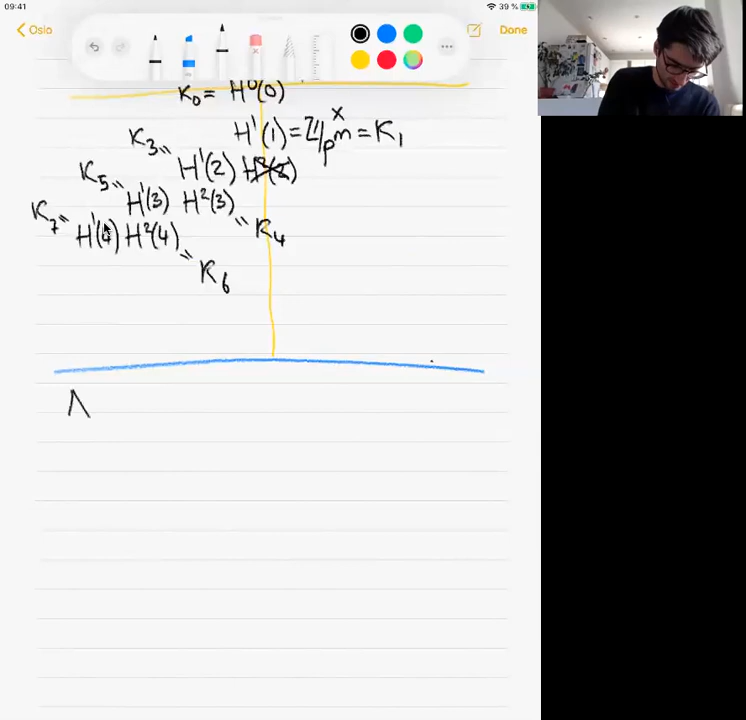 09:41
39 %
Oslo
Done
K₀ = H⁰(0)
H¹(1) = ℤ/pᵐ ˣ = K₁
K₃ = H¹(2) H²(2)
K₅ = H¹(3) H²(3) = K₄
K₇ = H¹(4) H²(4) = K₆
Λ